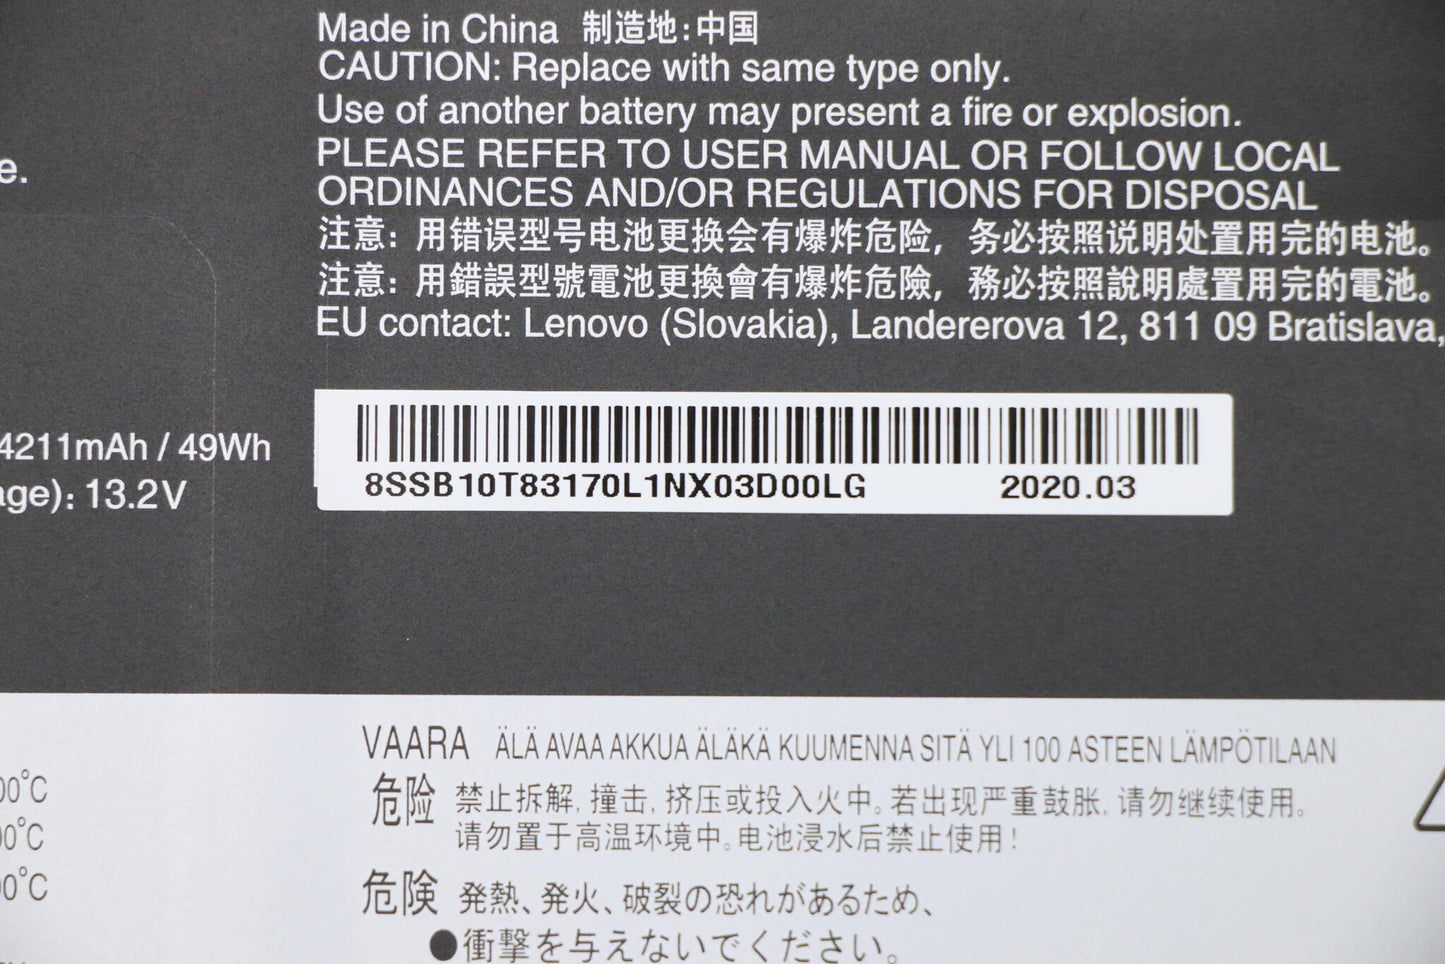 Made in China 制造地:中国
CAUTION: Replace with same type only.
Use of another battery may present a fire or explosion.
PLEASE REFER TO USER MANUAL OR FOLLOW LOCAL
ORDINANCES AND/OR REGULATIONS FOR DISPOSAL
注意: 用错误型号电池更换会有爆炸危险, 务必按照说明处置用完的电池。
注意: 用錯誤型號電池更換會有爆炸危險, 務必按照說明處置用完的電池。
EU contact: Lenovo (Slovakia), Landererova 12, 811 09 Bratislava,
e.
4211mAh / 49Wh
age): 13.2V
8SSB10T83170L1NX03D00LG 2020.03
VAARA ÄLÄ AVAA AKKUA ÄLÄKÄ KUUMENNA SITÄ YLI 100 ASTEEN LÄMPÖTILAAN
危险 禁止拆解, 撞击, 挤压或投入火中。若出现严重鼓胀, 请勿继续使用。
请勿置于高温环境中。电池浸水后禁止使用!
危険 発熱、発火、破裂の恐れがあるため、
●衝撃を与えないでください。
00°C
00°C
00°C